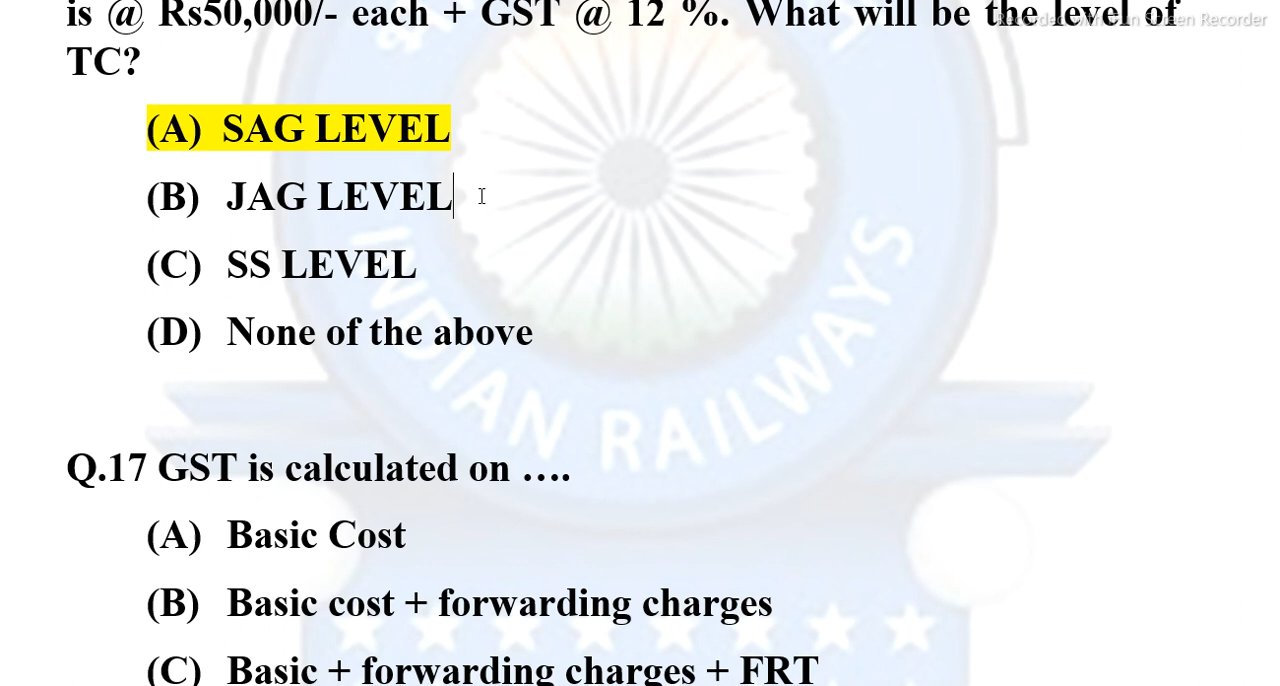 is @ Rs50,000/- each + GST @ 12 %. What will be the level of
TC?
(A) SAG LEVEL
(B) JAG LEVEL
(C) SS LEVEL
(D) None of the above
INDIAN RAILWAYS
Q.17 GST is calculated on ….
(A) Basic Cost
(B) Basic cost + forwarding charges
(C) Basic + forwarding charges + FRT